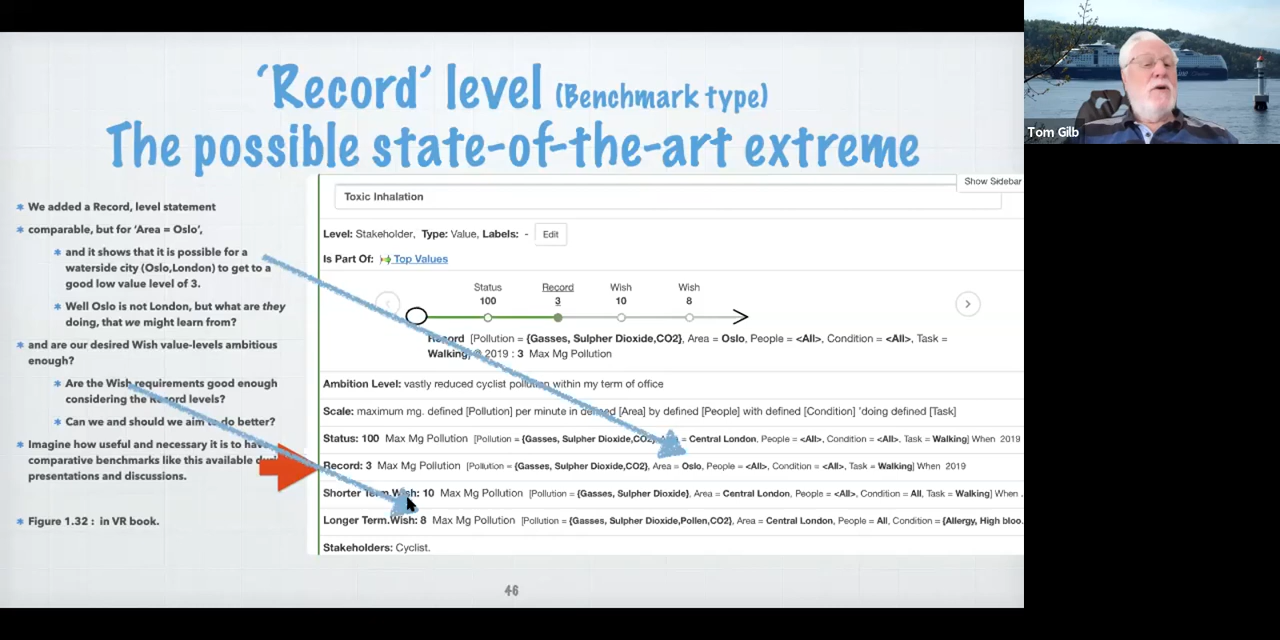 ‘Record’ level (Benchmark type)
The possible state-of-the-art extreme
We added a Record, level statement
comparable, but for ‘Area = Oslo’,
and it shows that it is possible for a
waterside city (Oslo,London) to get to a
good low value level of 3.
Well Oslo is not London, but what are they
doing, that we might learn from?
and are our desired Wish value-levels ambitious
enough?
Are the Wish requirements good enough
considering the Record levels?
Can we and should we aim to do better?
Imagine how useful and necessary it is to have
comparative benchmarks like this available
presentations and discussions.
Figure 1.32 : in VR book.
Show Sidebar
Toxic Inhalation
Level: Stakeholder, Type: Value, Labels: - Edit
Is Part Of: Top Values
Status Record Wish Wish
100 3 10 8
Record [Pollution = {Gasses, Sulpher Dioxide,CO2}, Area = Oslo, People = <All>, Condition = <All>, Task =
Walking] @ 2019 : 3 Max Mg Pollution
Ambition Level: vastly reduced cyclist pollution within my term of office
Scale: maximum mg. defined [Pollution] per minute in defined [Area] by defined [People] with defined [Condition] 'doing defined [Task]
Status: 100 Max Mg Pollution [Pollution = {Gasses, Sulpher Dioxide,CO2}, = Central London, People = <All>, Condition = <All>, Task = Walking] When 2019
Record: 3 Max Mg Pollution [Pollution = {Gasses, Sulpher Dioxide,CO2}, Area = Oslo, People = <All>, Condition = <All>, Task = Walking] When 2019
Shorter Term.Wish: 10 Max Mg Pollution [Pollution = {Gasses, Sulpher Dioxide}, Area = Central London, People = <All>, Condition = All, Task = Walking] When .
Longer Term.Wish: 8 Max Mg Pollution [Pollution = {Gasses, Sulpher Dioxide,Pollen,CO2}, Area = Central London, People = All, Condition = {Allergy, High bloo.
Stakeholders: Cyclist.
46
Tom Gilb